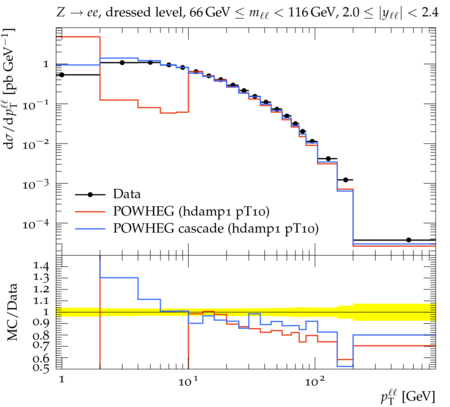 Z → ee, dressed level, 66 GeV ≤ mℓℓ < 116 GeV, 2.0 ≤ |yℓℓ| < 2.4
dσ/dpTℓℓ [pb GeV−1]
1
10−1
10−2
10−3
10−4
Data
POWHEG (hdamp1 pT10)
POWHEG cascade (hdamp1 pT10)
MC/Data
1.4
1.3
1.2
1.1
1
0.9
0.8
0.7
0.6
0.5
1
10 1
10 2
pTℓℓ [GeV]